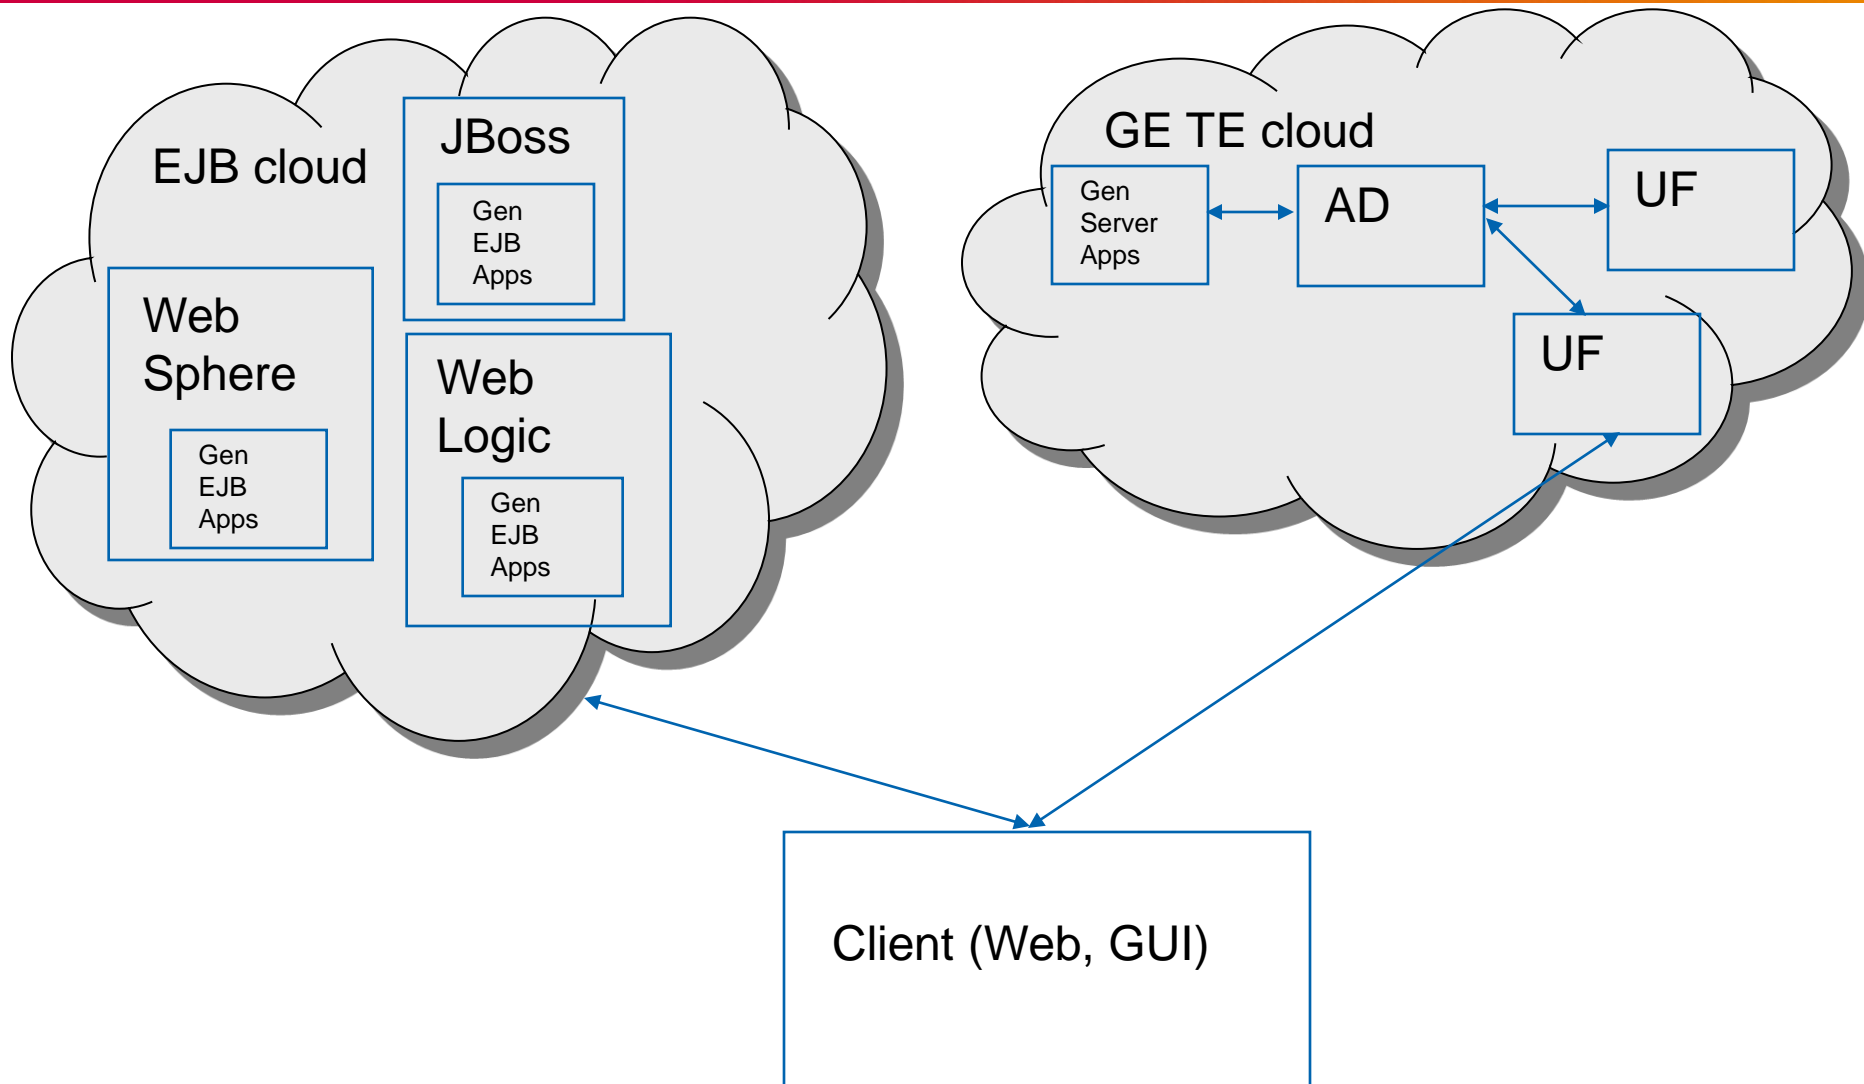 EJB cloud
JBoss
Gen
EJB
Apps
Web
Sphere
Gen
EJB
Apps
Web
Logic
Gen
EJB
Apps
GE TE cloud
Gen
Server
Apps
AD
UF
UF
Client (Web, GUI)